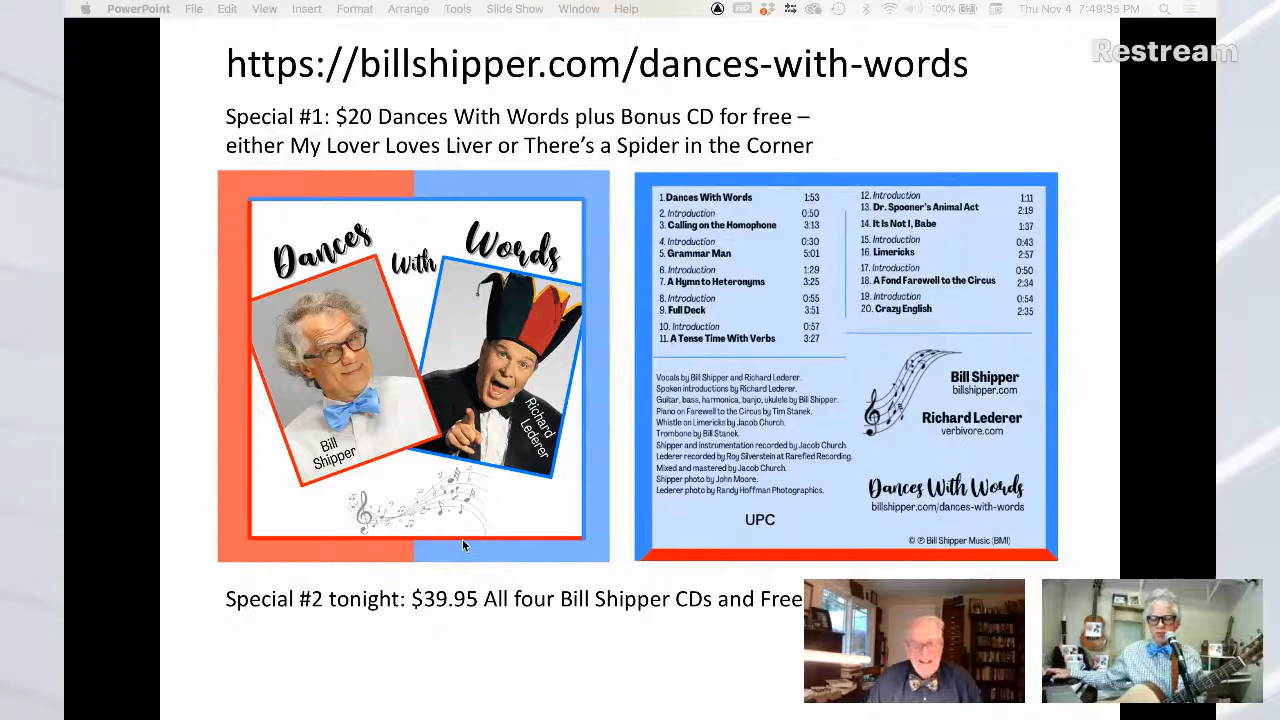 PowerPoint File Edit View Insert Format Arrange Tools Slide Show Window Help 100% Thu Nov 4 7:49:35 PM
Restream
https://billshipper.com/dances-with-words
Special #1: $20 Dances With Words plus Bonus CD for free –
either My Lover Loves Liver or There's a Spider in the Corner
Dances With Words
Bill
Shipper
Richard
Lederer
1. Dances With Words 1:53
2. Introduction 0:50
3. Calling on the Homophone 3:13
4. Introduction 0:30
5. Grammar Man 5:01
6. Introduction 1:29
7. A Hymn to Heteronyms 3:25
8. Introduction 0:55
9. Full Deck 3:51
10. Introduction 0:57
11. A Tense Time With Verbs 3:27
12. Introduction 1:11
13. Dr. Spooner's Animal Act 2:19
14. It Is Not I, Babe 1:37
15. Introduction 0:43
16. Limericks 2:57
17. Introduction 0:50
18. A Fond Farewell to the Circus 2:34
19. Introduction 0:54
20. Crazy English 2:35
Vocals by Bill Shipper and Richard Lederer.
Spoken introductions by Richard Lederer.
Guitar, bass, harmonica, banjo, ukulele by Bill Shipper.
Piano on Farewell to the Circus by Tim Stanek.
Whistle on Limericks by Jacob Church.
Trombone by Bill Stanek.
Shipper and instrumentation recorded by Jacob Church.
Lederer recorded by Roy Silverstein at Rarefied Recording.
Mixed and mastered by Jacob Church.
Shipper photo by John Moore.
Lederer photo by Randy Hoffman Photographics.
UPC
Bill Shipper
billshipper.com
Richard Lederer
verbivore.com
Dances With Words
billshipper.com/dances-with-words
© ℗ Bill Shipper Music (BMI)
Special #2 tonight: $39.95 All four Bill Shipper CDs and Free